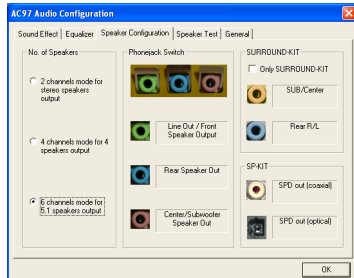 AC97 Audio Configuration
Sound Effect
Equalizer
Speaker Configuration
Speaker Test
General
No. of Speakers
2 channels mode for
stereo speakers
output
4 channels mode for 4
speakers output
6 channels mode for
5.1 speakers output
Phonejack Switch
Line Out / Front
Speaker Output
Rear Speaker Out
Center/Subwoofer
Speaker Out
SURROUND-KIT
Only SURROUND-KIT
SUB/Center
Rear R/L
SP-KIT
SPD out (coaxial)
SPD out (optical)
OK